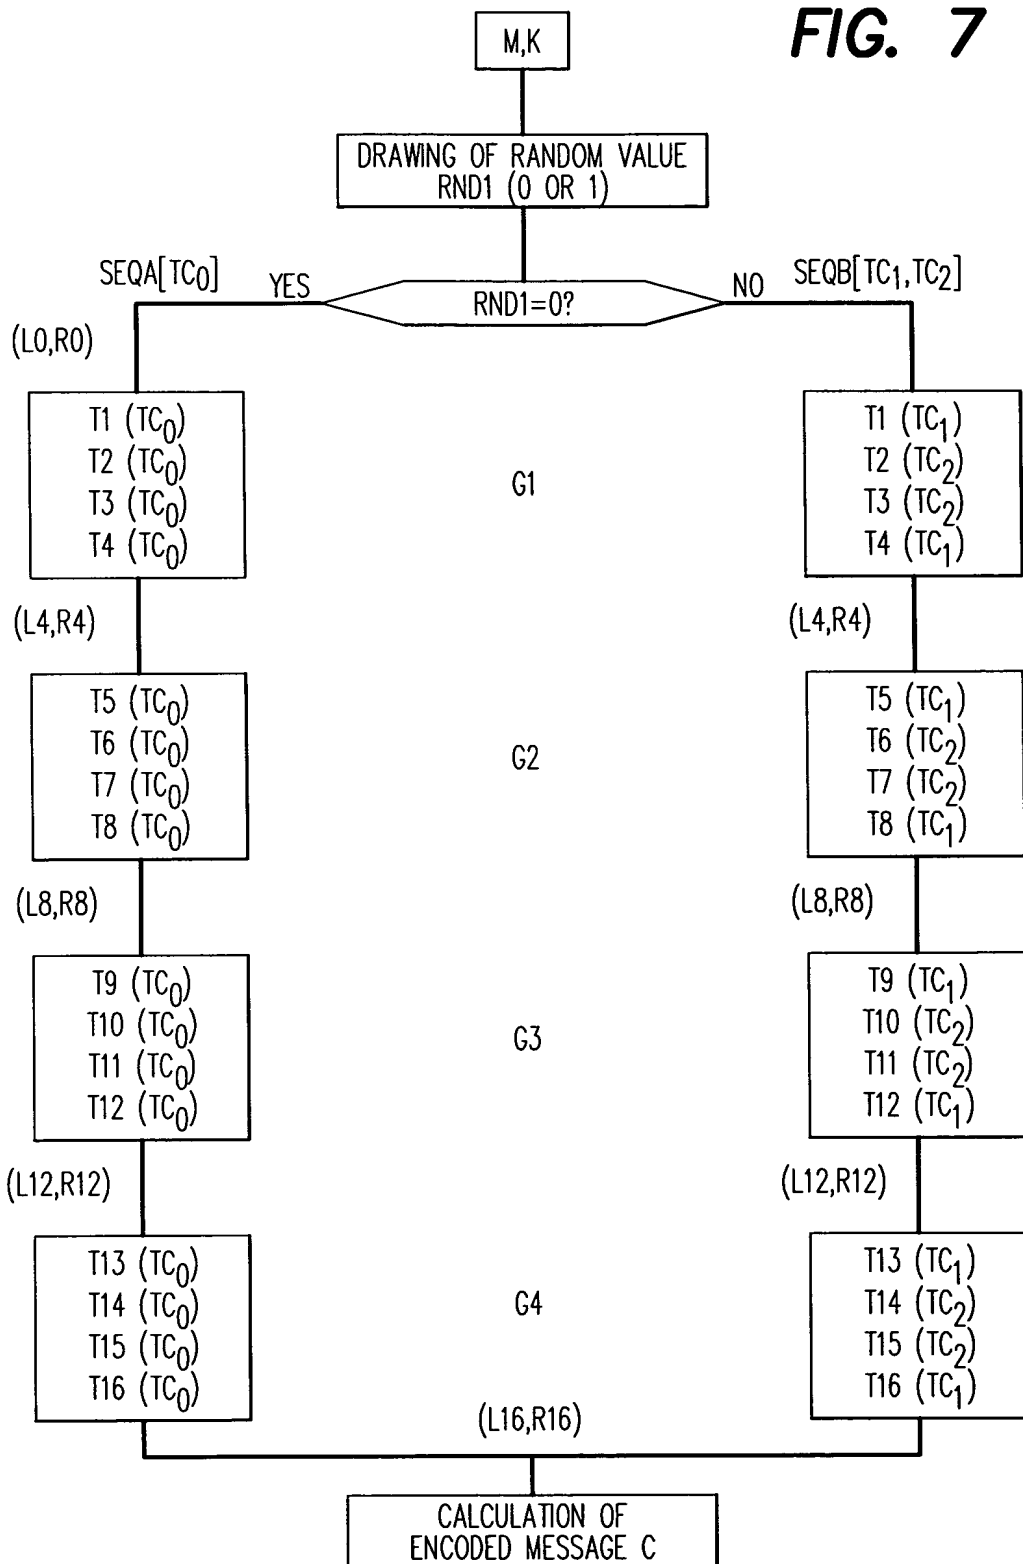 FIG. 7
M,K
DRAWING OF RANDOM VALUE
RND1 (0 OR 1)
SEQA[TC0]
YES
RND1=0?
NO
SEQB[TC1,TC2]
(L0,R0)
T1 (TC0)
T2 (TC0)
T3 (TC0)
T4 (TC0)
G1
T1 (TC1)
T2 (TC2)
T3 (TC2)
T4 (TC1)
(L4,R4)
(L4,R4)
T5 (TC0)
T6 (TC0)
T7 (TC0)
T8 (TC0)
G2
T5 (TC1)
T6 (TC2)
T7 (TC2)
T8 (TC1)
(L8,R8)
(L8,R8)
T9 (TC0)
T10 (TC0)
T11 (TC0)
T12 (TC0)
G3
T9 (TC1)
T10 (TC2)
T11 (TC2)
T12 (TC1)
(L12,R12)
(L12,R12)
T13 (TC0)
T14 (TC0)
T15 (TC0)
T16 (TC0)
G4
T13 (TC1)
T14 (TC2)
T15 (TC2)
T16 (TC1)
(L16,R16)
CALCULATION OF
ENCODED MESSAGE C